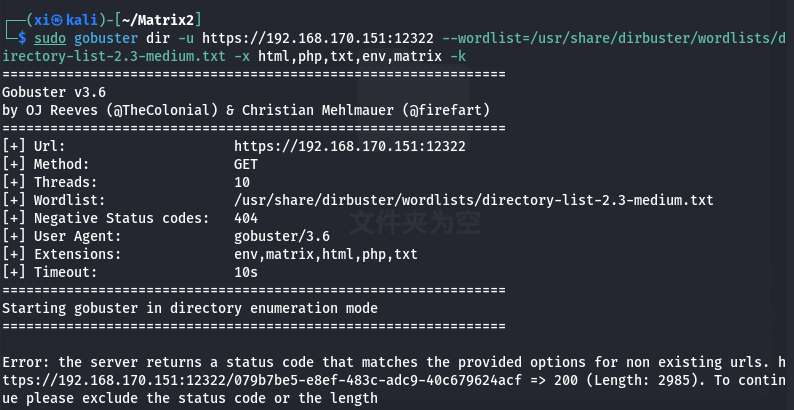 ┌──(xi㉿kali)-[~/Matrix2]
└─$ sudo gobuster dir -u https://192.168.170.151:12322 --wordlist=/usr/share/dirbuster/wordlists/d
irectory-list-2.3-medium.txt -x html,php,txt,env,matrix -k
===============================================================
Gobuster v3.6
by OJ Reeves (@TheColonial) & Christian Mehlmauer (@firefart)
===============================================================
[+] Url:                     https://192.168.170.151:12322
[+] Method:                  GET
[+] Threads:                 10
[+] Wordlist:                /usr/share/dirbuster/wordlists/directory-list-2.3-medium.txt
[+] Negative Status codes:   404
文件夹为空
[+] User Agent:              gobuster/3.6
[+] Extensions:              env,matrix,html,php,txt
[+] Timeout:                 10s
===============================================================
Starting gobuster in directory enumeration mode
===============================================================
Error: the server returns a status code that matches the provided options for non existing urls. h
ttps://192.168.170.151:12322/079b7be5-e8ef-483c-adc9-40c679624acf => 200 (Length: 2985). To contin
ue please exclude the status code or the length